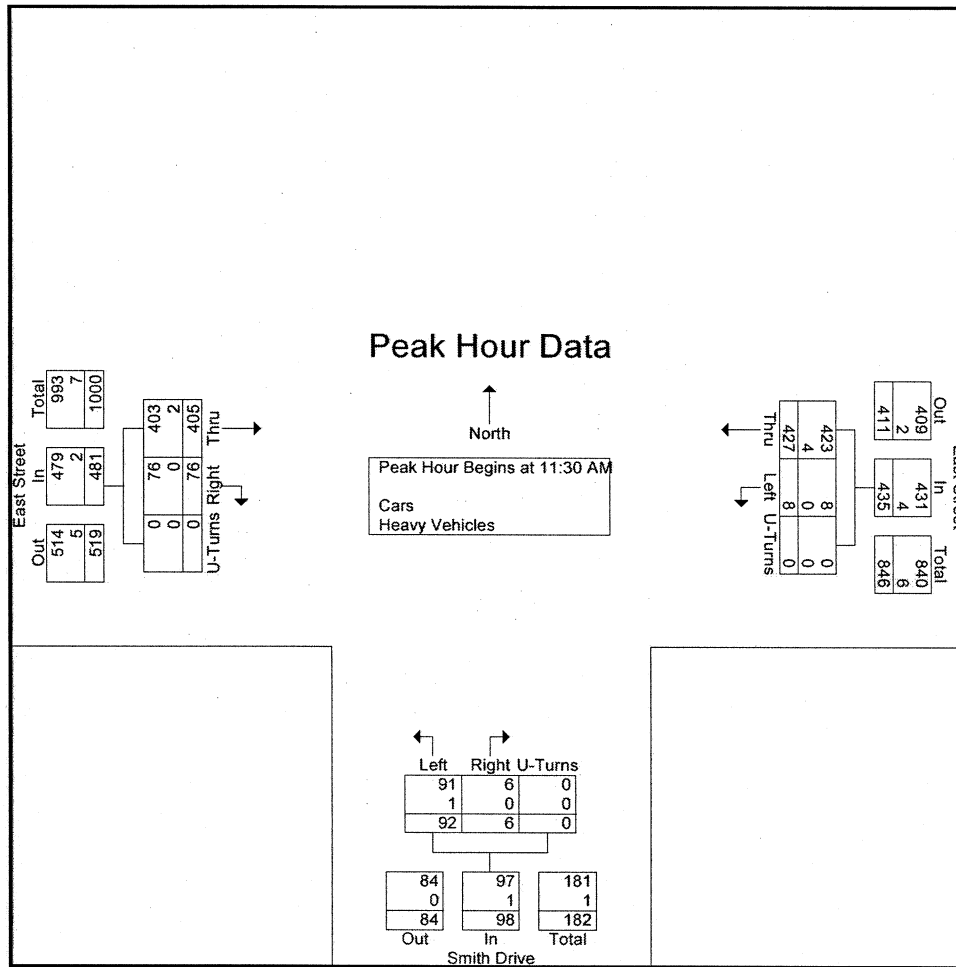 Peak Hour Data
North
Peak Hour Begins at 11:30 AM
Cars
Heavy Vehicles
East Street
Total In Out
993 479 514
7 2 5
1000 481 519
Thru Right U-Turns
403 76 0
2 0 0
405 76 0
Out In Total
409 431 840
2 4 6
411 435 846
423 8 0
4 0 0
427 8 0
Thru Left U-Turns
Left Right U-Turns
91 6 0
1 0 0
92 6 0
84 97 181
0 1 1
84 98 182
Out In Total
Smith Drive